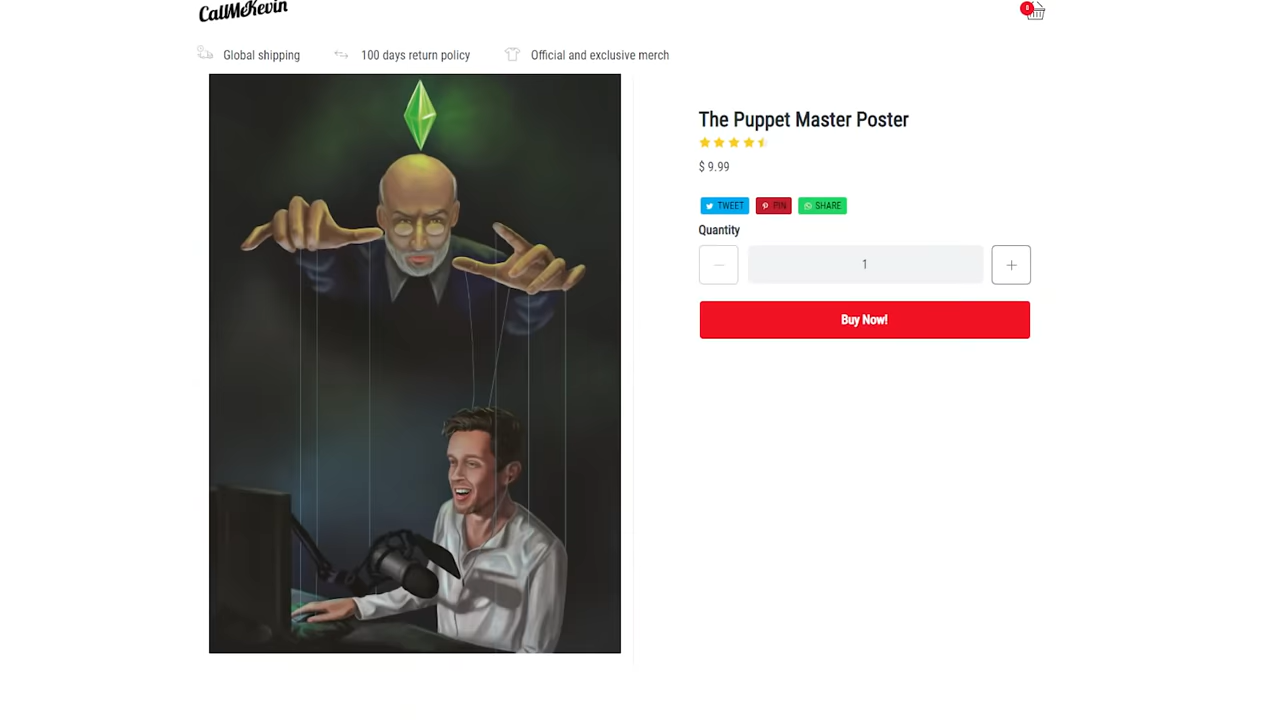 CallMeKevin
8
Global shipping
100 days return policy
Official and exclusive merch
The Puppet Master Poster
$ 9.99
TWEET
PIN
SHARE
Quantity
1
Buy Now!